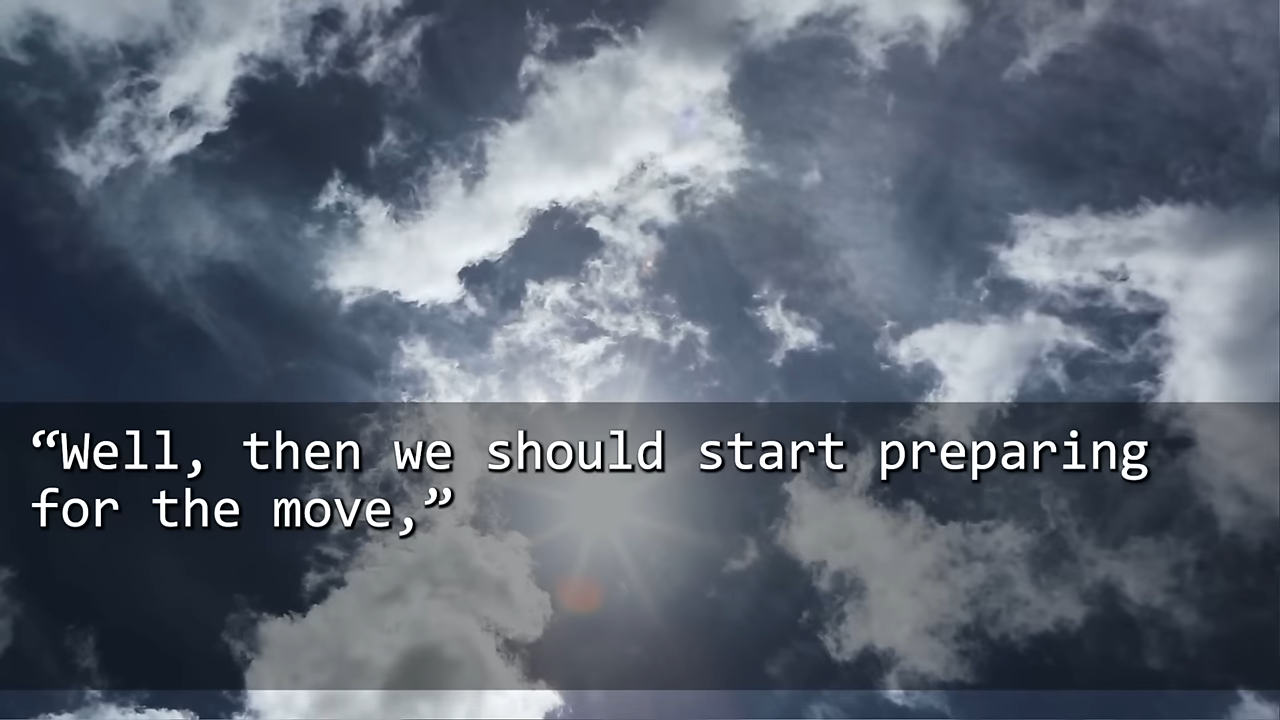 “Well, then we should start preparing
for the move,”